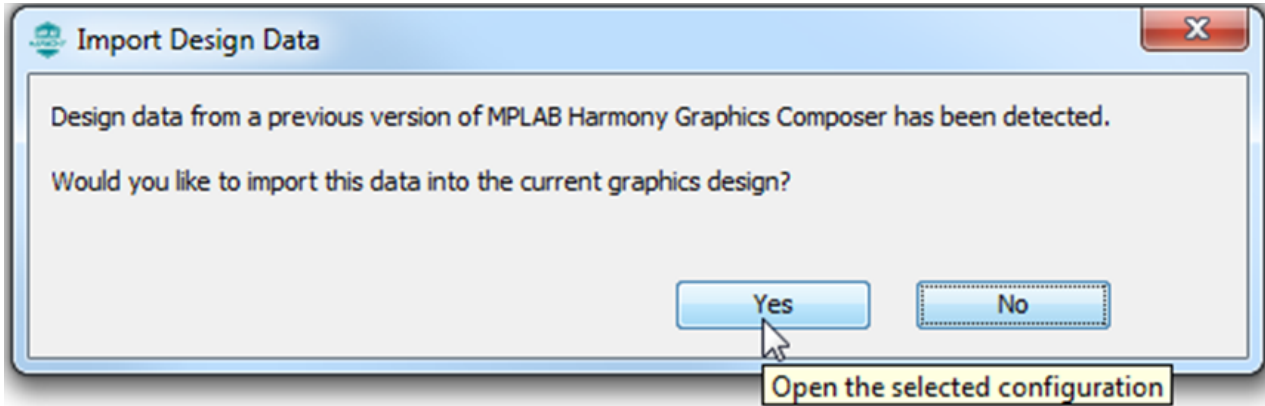 Import Design Data
Design data from a previous version of MPLAB Harmony Graphics Composer has been detected.
Would you like to import this data into the current graphics design?
Yes
No
Open the selected configuration